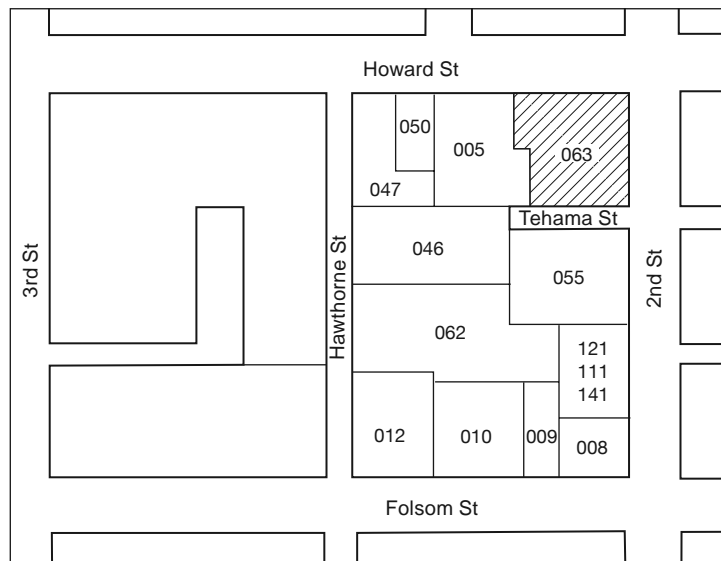 Howard St
050
005
063
047
Tehama St
046
3rd St
Hawthorne St
055
2nd St
062
121
111
141
012
010
009
008
Folsom St